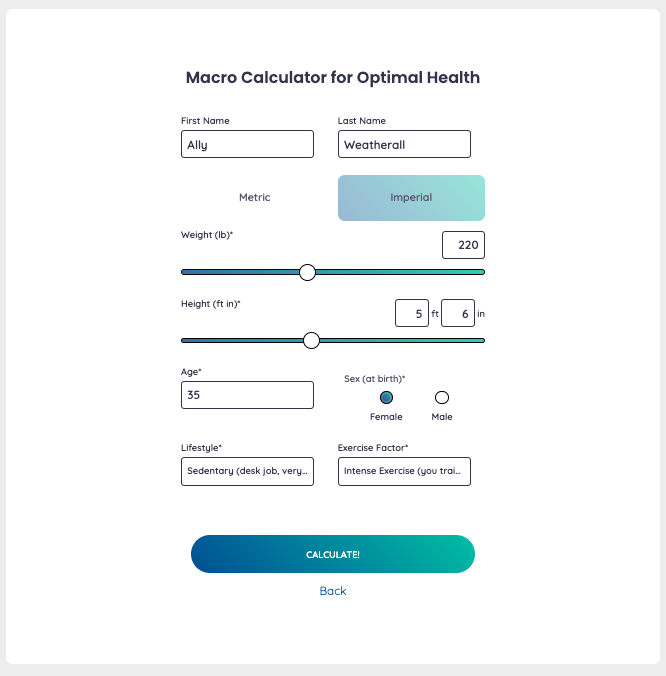 Macro Calculator for Optimal Health
First Name
Last Name
Ally
Weatherall
Metric
Imperial
Weight (lb)*
220
Height (ft in)*
5 ft 6 in
Age*
35
Sex (at birth)*
Female
Male
Lifestyle*
Exercise Factor*
Sedentary (desk job, very...
Intense Exercise (you trai...
CALCULATE!
Back